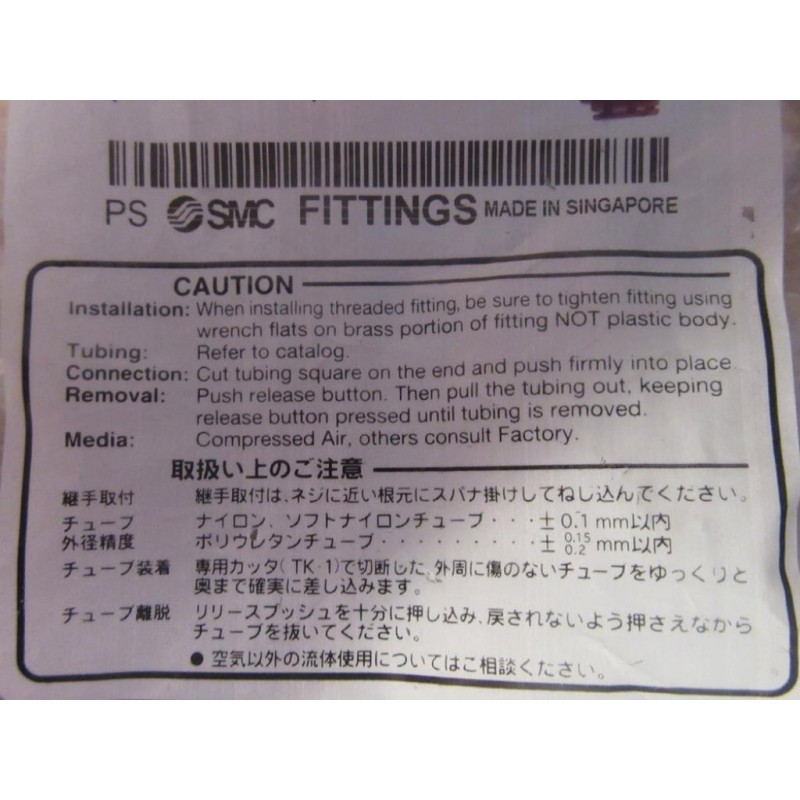 PS SMC FITTINGS MADE IN SINGAPORE
CAUTION
Installation: When installing threaded fitting, be sure to tighten fitting using
wrench flats on brass portion of fitting NOT plastic body.
Tubing: Refer to catalog.
Connection: Cut tubing square on the end and push firmly into place.
Removal: Push release button. Then pull the tubing out, keeping
release button pressed until tubing is removed.
Media: Compressed Air, others consult Factory.
取扱い上のご注意
継手取付 継手取付は、ネジに近い根元にスパナ掛けしてねじ込んでください。
チューブ ナイロン、ソフトナイロンチューブ・・・± 0.1 mm以内
外径精度 ポリウレタンチューブ・・・・・・・・・± 0.15 0.2 mm以内
チューブ装着 専用カッタ( TK-1)で切断した、外周に傷のないチューブをゆっくりと
奥まで確実に差し込みます。
チューブ離脱 リリースブッシュを十分に押し込み、戻されないよう押さえながら
チューブを抜いてください。
● 空気以外の流体使用についてはご相談ください。